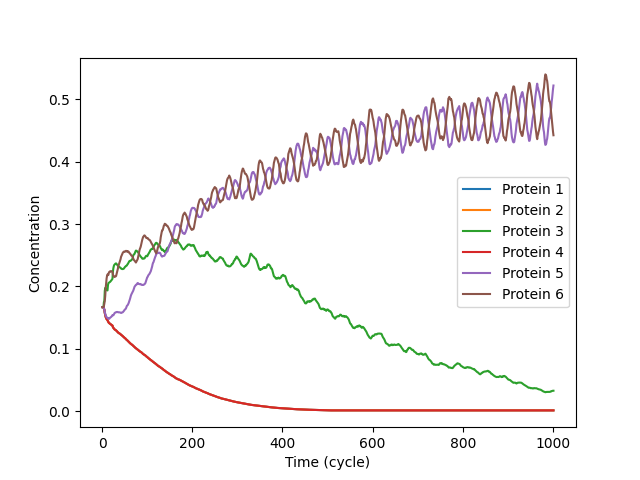 0.5
0.4
0.3
0.2
0.1
0.0
Concentration
0 200 400 600 800 1000
Time (cycle)
Protein 1
Protein 2
Protein 3
Protein 4
Protein 5
Protein 6